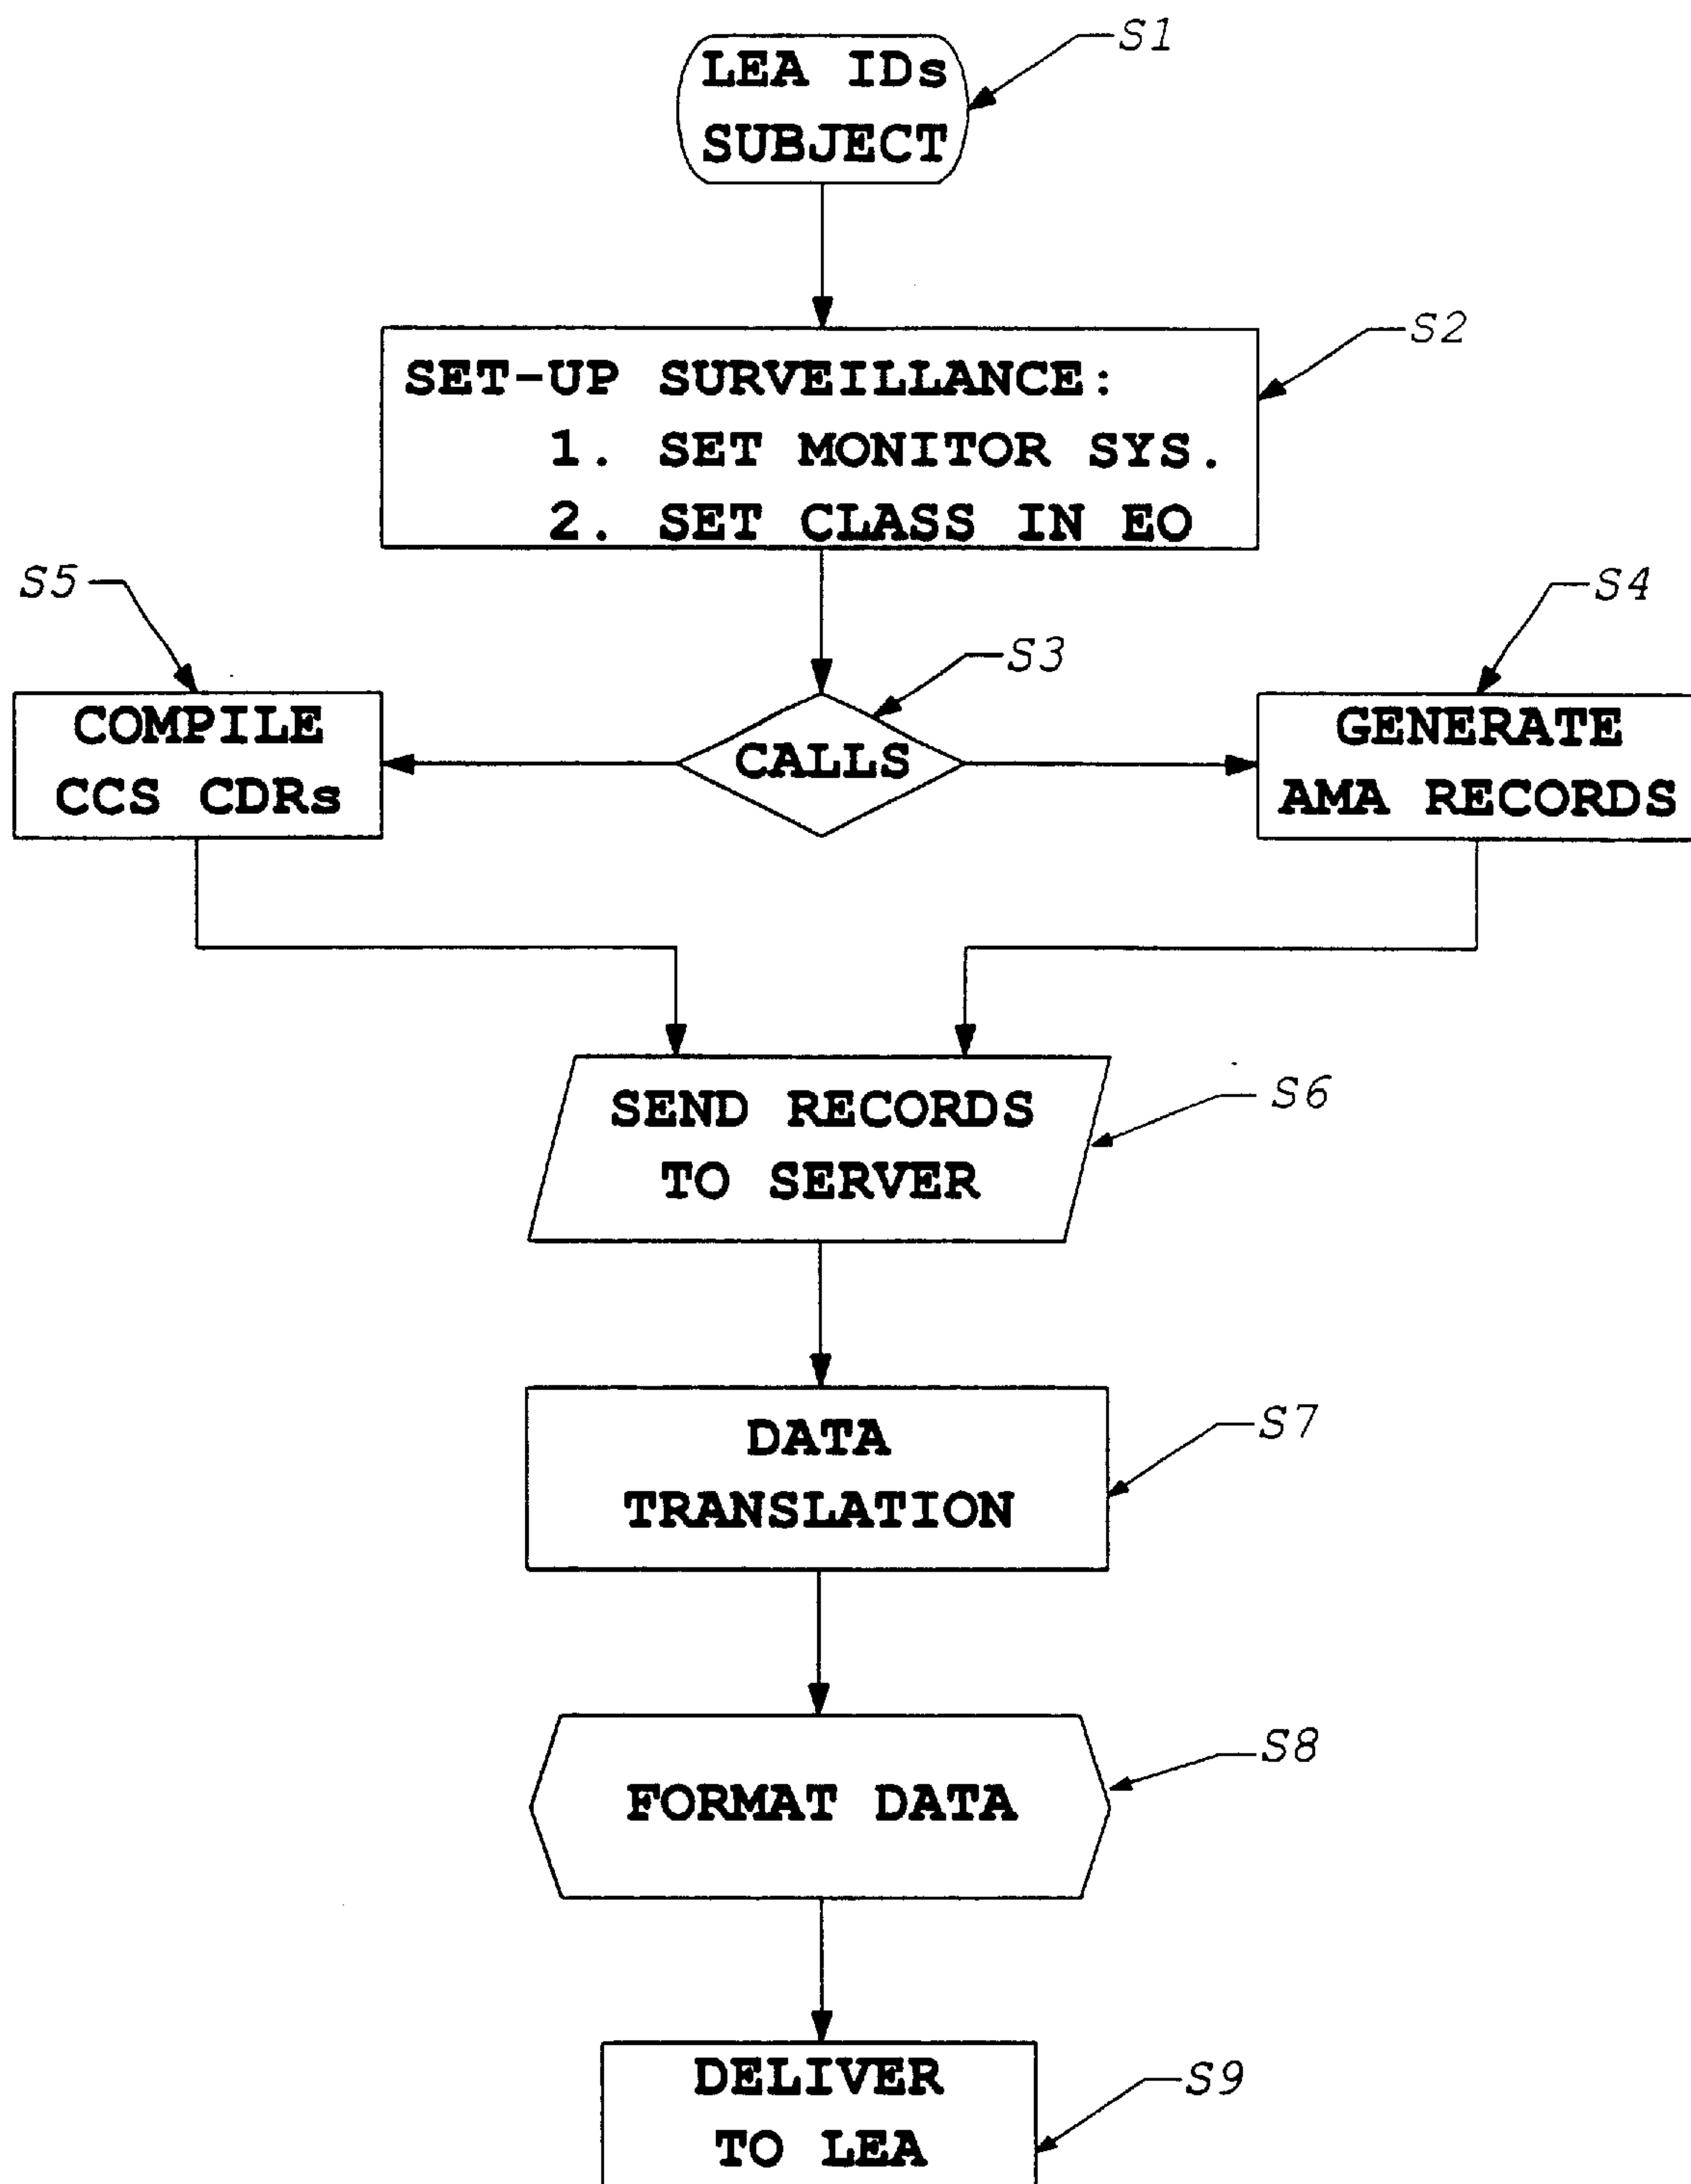 S1
LEA IDs
SUBJECT
S2
SET-UP SURVEILLANCE:
1. SET MONITOR SYS.
2. SET CLASS IN EO
S5
S4
S3
COMPILE
CCS CDRs
CALLS
GENERATE
AMA RECORDS
S6
SEND RECORDS
TO SERVER
S7
DATA
TRANSLATION
S8
FORMAT DATA
S9
DELIVER
TO LEA